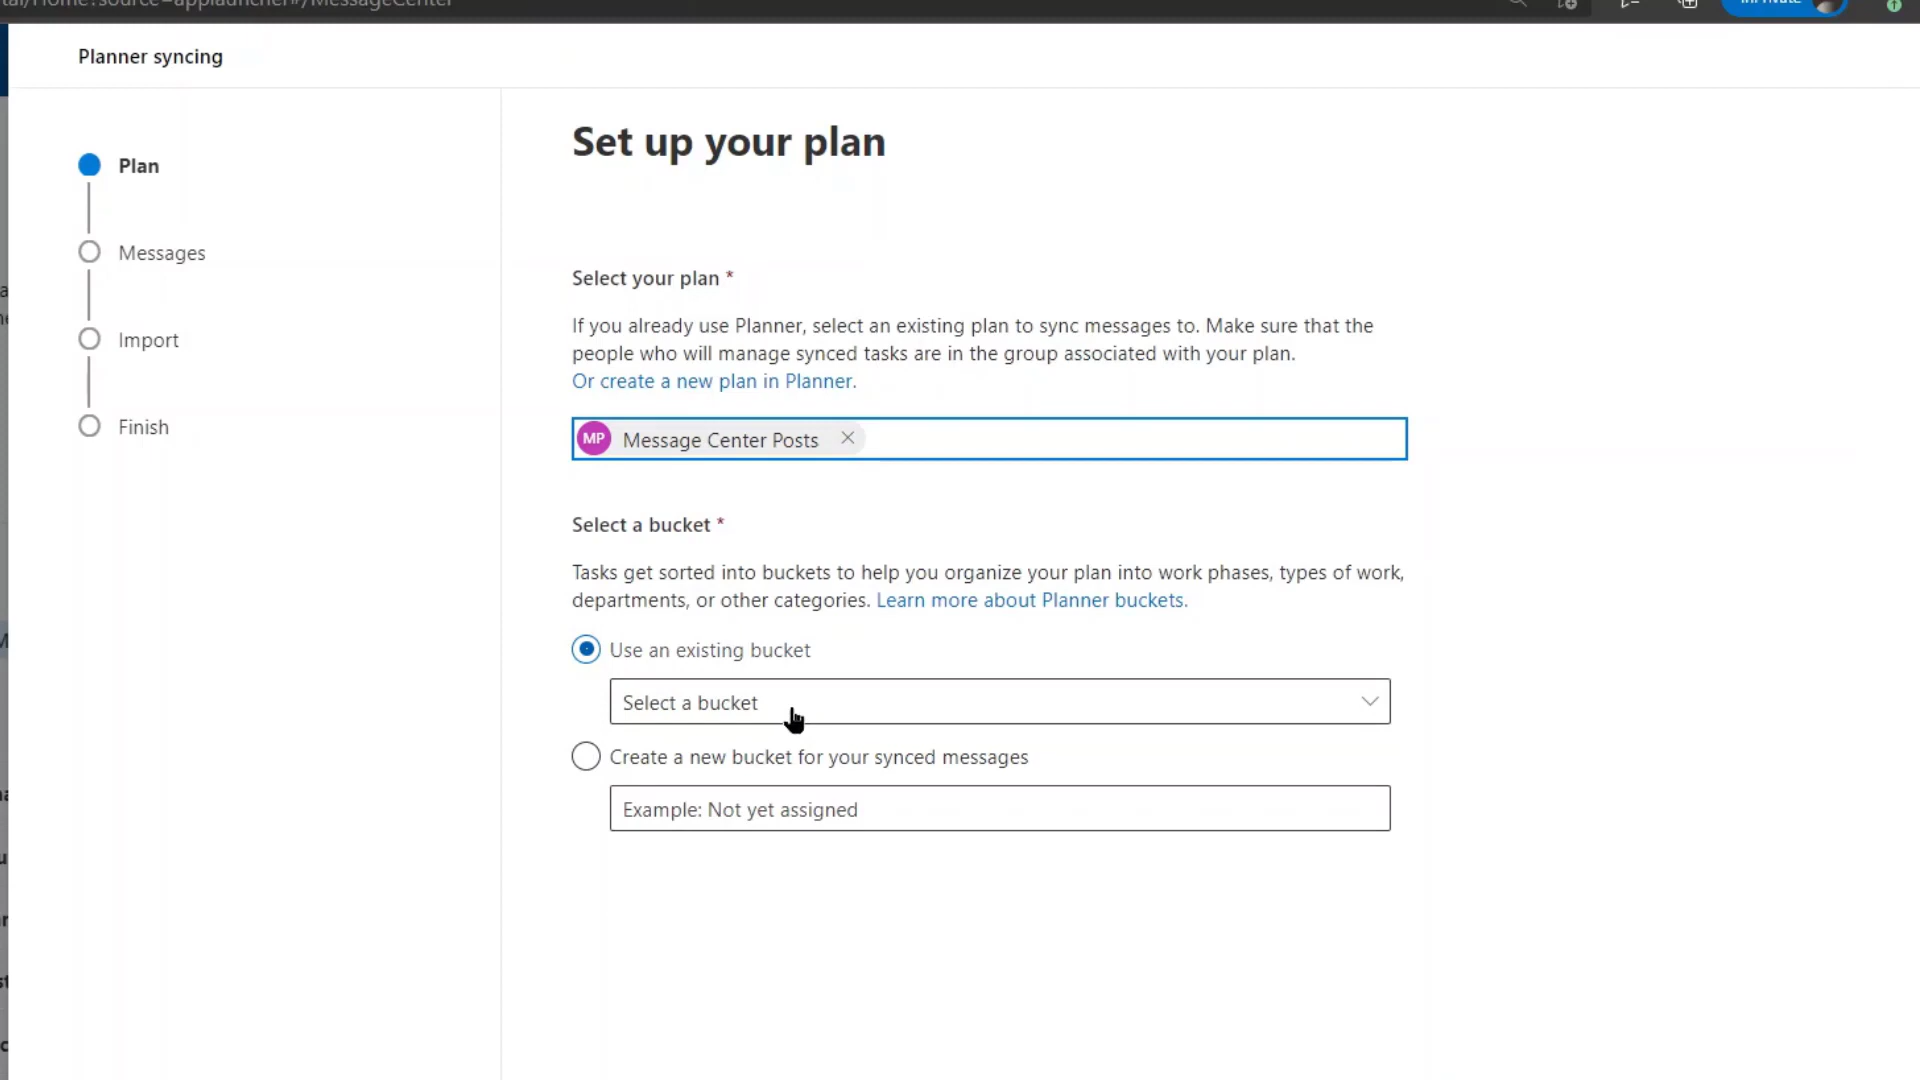 Planner syncing
Plan
Messages
Import
Finish
Set up your plan
Select your plan *
If you already use Planner, select an existing plan to sync messages to. Make sure that the
people who will manage synced tasks are in the group associated with your plan.
Or create a new plan in Planner.
MP Message Center Posts
Select a bucket *
Tasks get sorted into buckets to help you organize your plan into work phases, types of work,
departments, or other categories. Learn more about Planner buckets.
Use an existing bucket
Select a bucket
Create a new bucket for your synced messages
Example: Not yet assigned